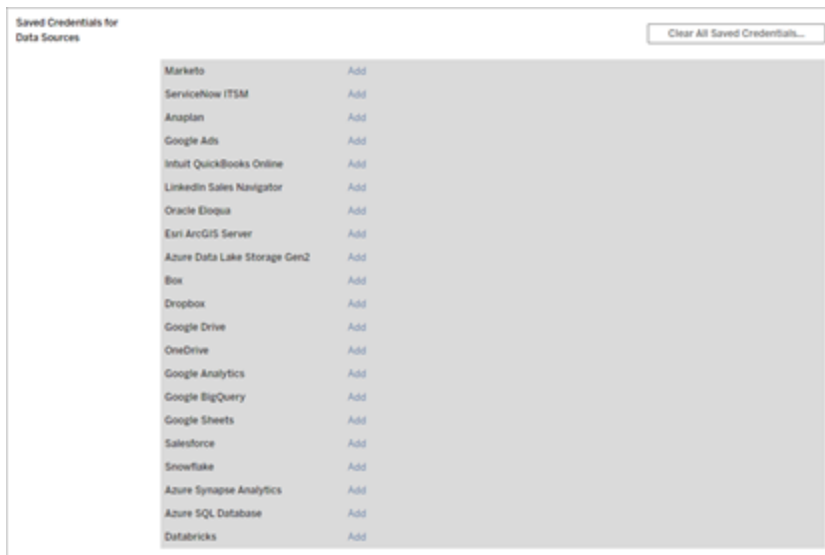 Saved Credentials for
Data Sources
Clear All Saved Credentials...
Marketo Add
ServiceNow ITSM Add
Anaplan Add
Google Ads Add
Intuit QuickBooks Online Add
LinkedIn Sales Navigator Add
Oracle Eloqua Add
Esri ArcGIS Server Add
Azure Data Lake Storage Gen2 Add
Box Add
Dropbox Add
Google Drive Add
OneDrive Add
Google Analytics Add
Google BigQuery Add
Google Sheets Add
Salesforce Add
Snowflake Add
Azure Synapse Analytics Add
Azure SQL Database Add
Databricks Add